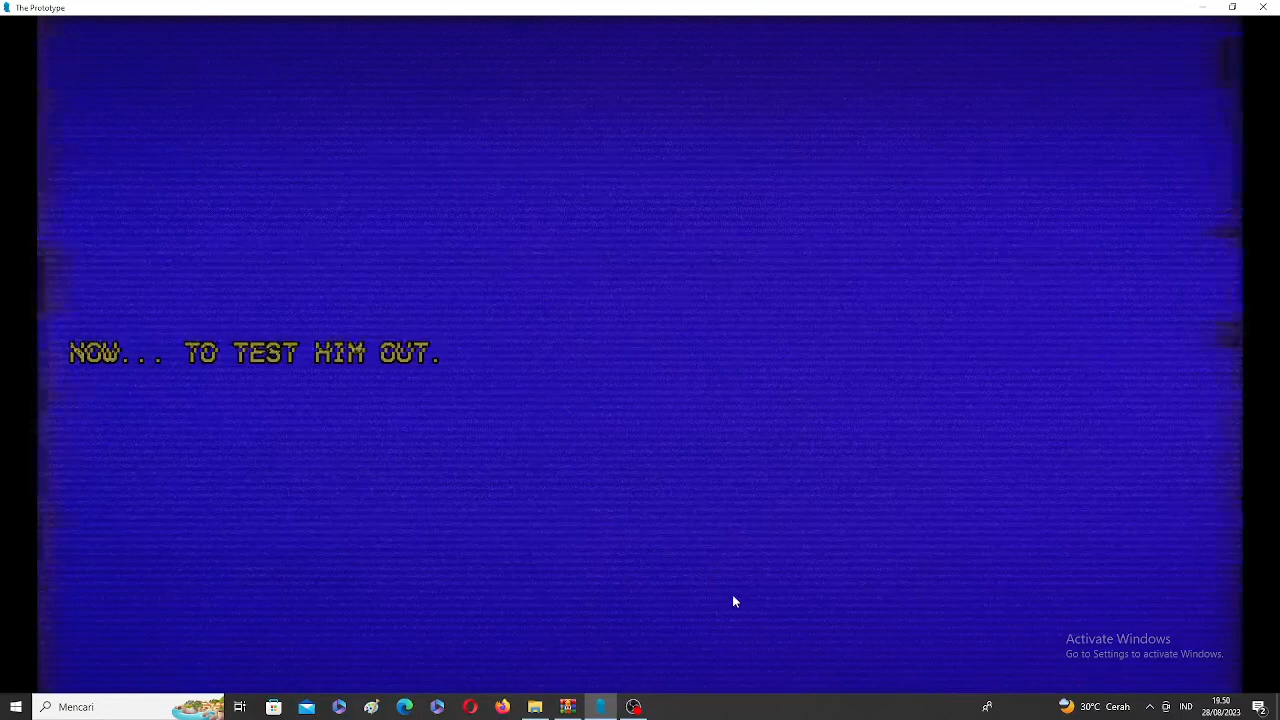 The Prototype
NOW... TO TEST HIM OUT.
Activate Windows
Go to Settings to activate Windows.
Mencari
30°C Cerah
IND
19.50
28/08/2023